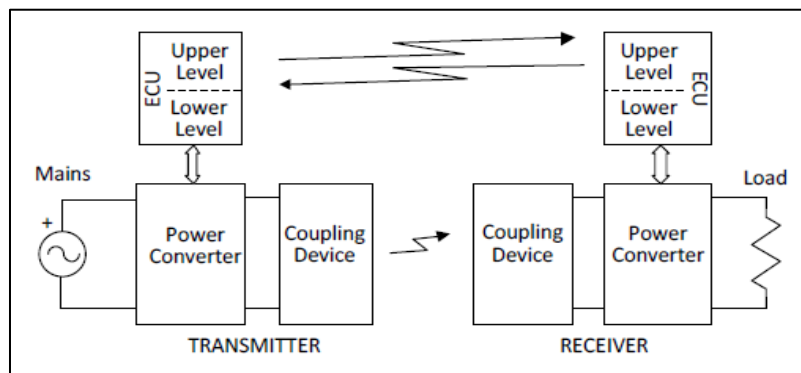 ECU
Upper
Level
Lower
Level
Upper
Level
Lower
Level
ECU
Mains
+
Power
Converter
Coupling
Device
Coupling
Device
Power
Converter
Load
TRANSMITTER
RECEIVER